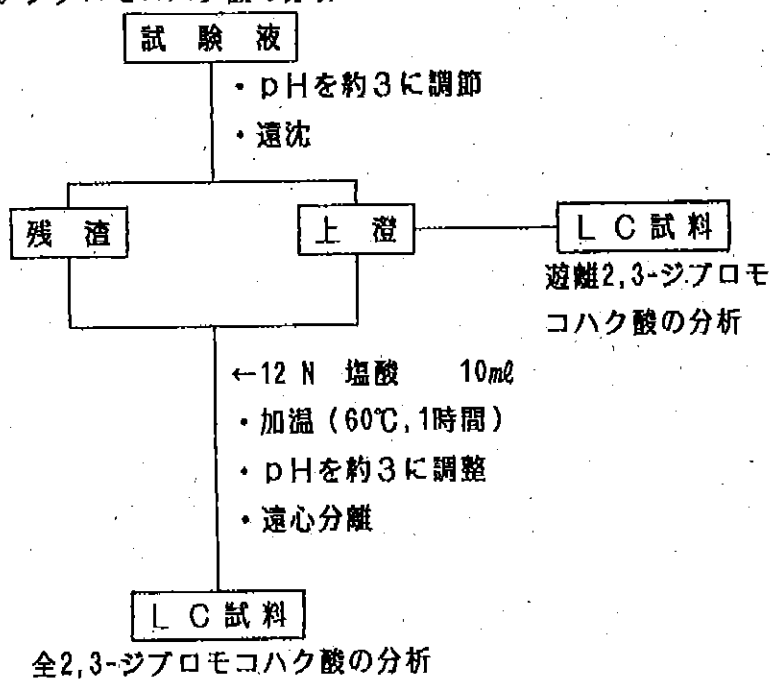 試験液
・pHを約3に調節
・遠沈
残渣
上澄
LC試料
遊離2,3-ジブロモ
コハク酸の分析
←12 N 塩酸 10ml
・加温(60℃,1時間)
・pHを約3に調整
・遠心分離
LC試料
全2,3-ジブロモコハク酸の分析